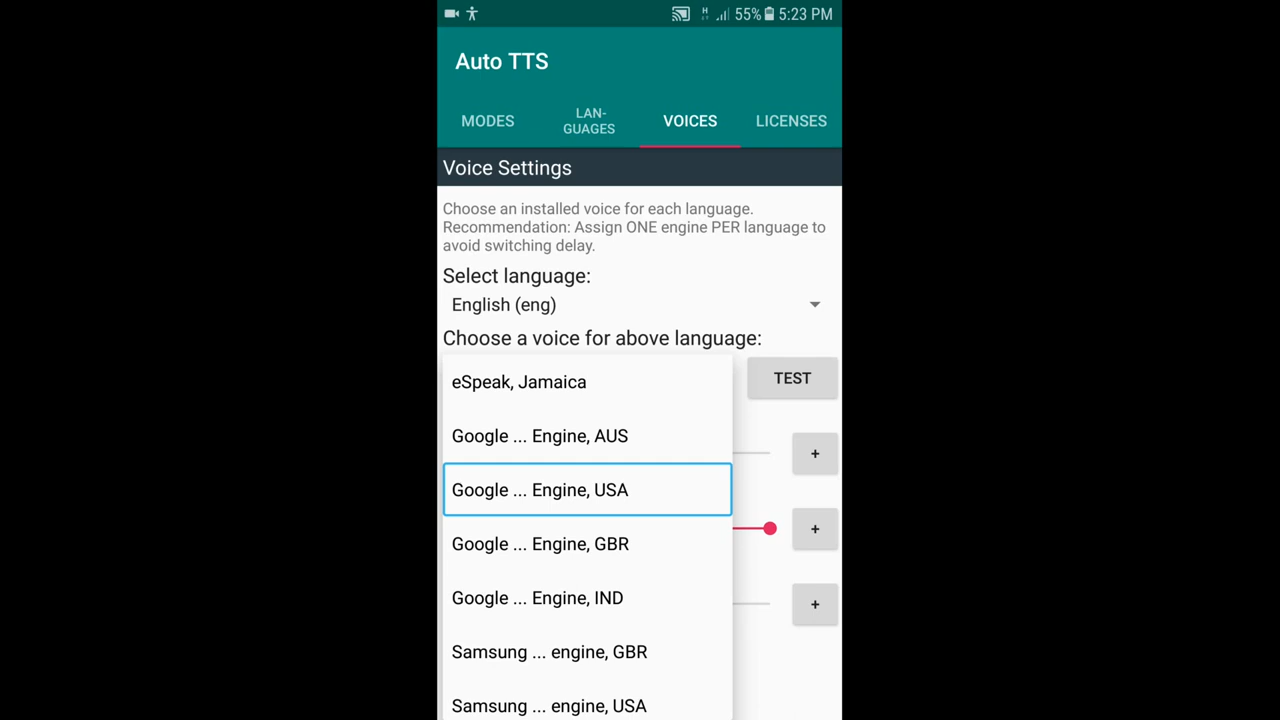 55% 5:23 PM
Auto TTS
MODES
LAN-
GUAGES
VOICES
LICENSES
Voice Settings
Choose an installed voice for each language.
Recommendation: Assign ONE engine PER language to
avoid switching delay.
Select language:
English (eng)
Choose a voice for above language:
eSpeak, Jamaica
TEST
Google ... Engine, AUS
+
Google ... Engine, USA
+
Google ... Engine, GBR
Google ... Engine, IND
+
Samsung ... engine, GBR
Samsung ... engine, USA